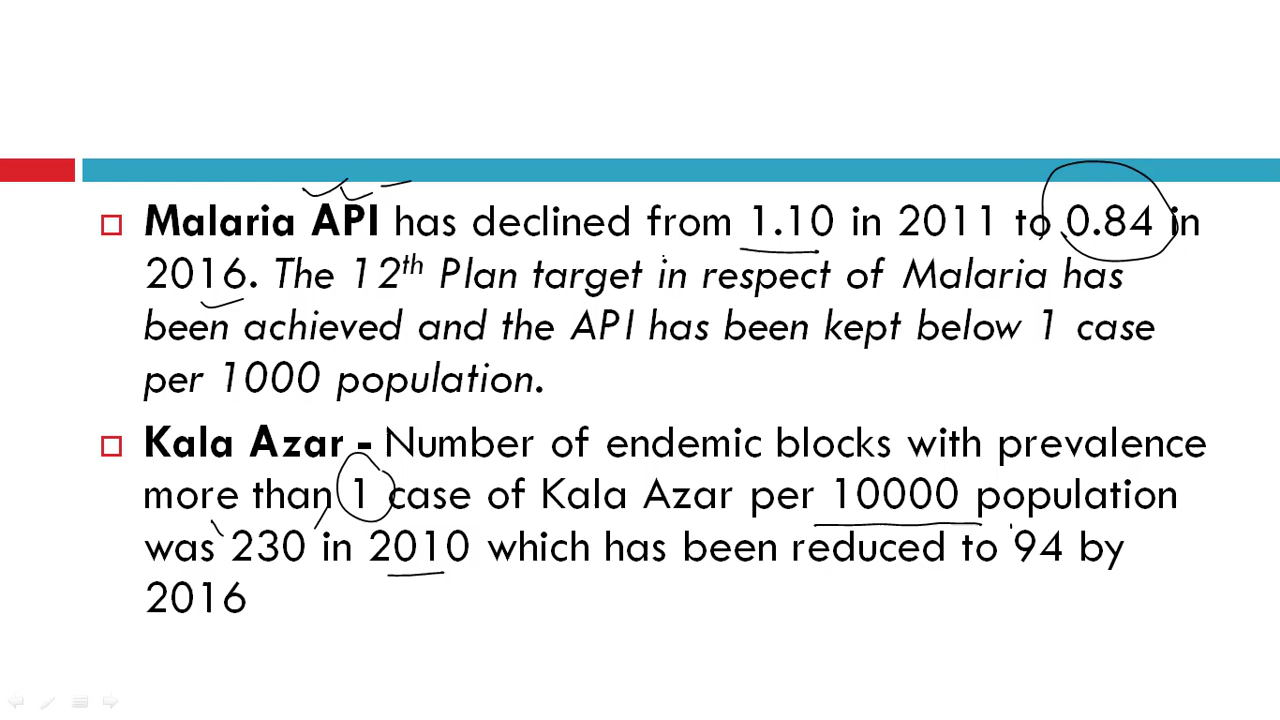 Malaria API has declined from 1.10 in 2011 to 0.84 in
2016. The 12th Plan target in respect of Malaria has
been achieved and the API has been kept below 1 case
per 1000 population.
Kala Azar - Number of endemic blocks with prevalence
more than 1 case of Kala Azar per 10000 population
was 230 in 2010 which has been reduced to 94 by
2016